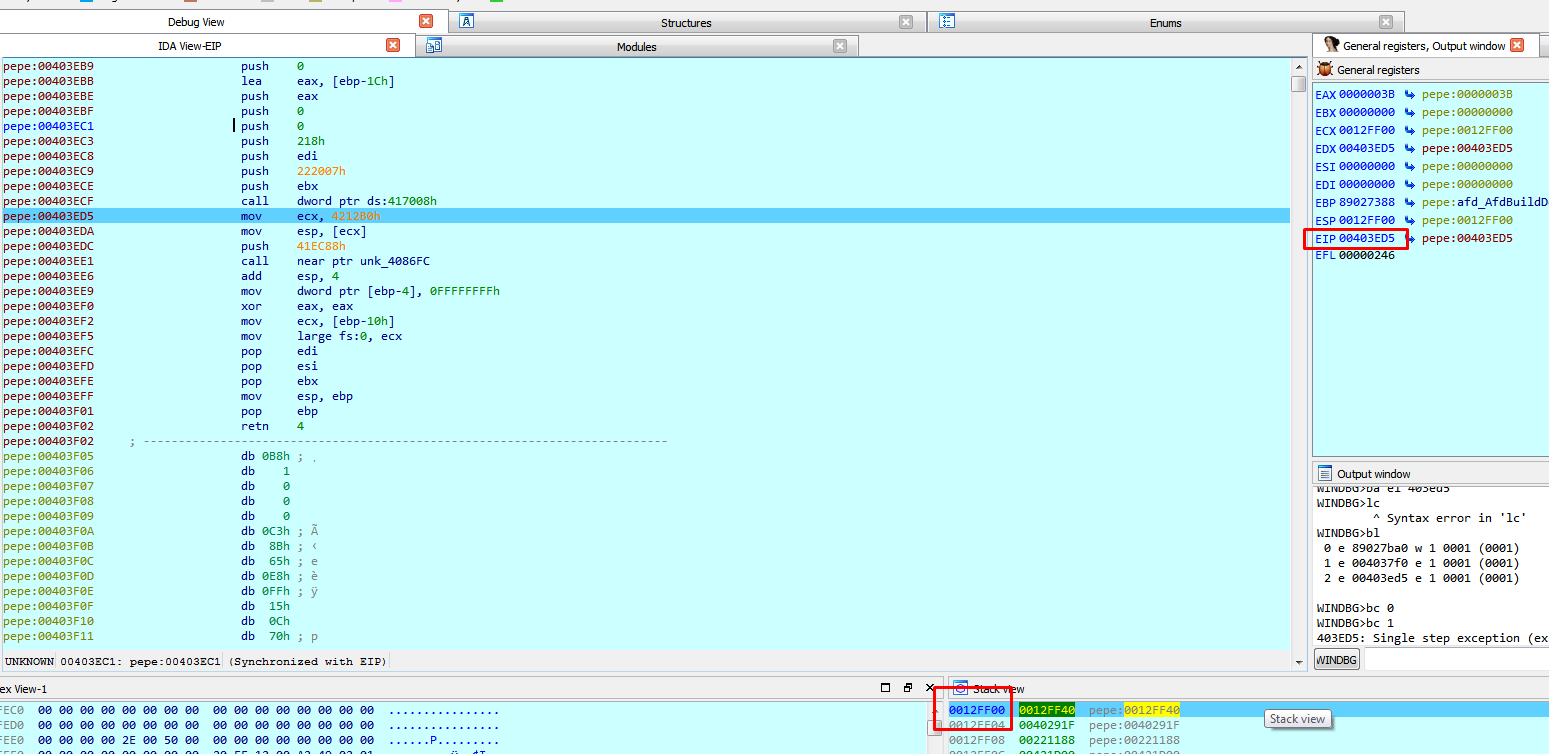 Debug View
Structures
Enums
IDA View-EIP
Modules
General registers, Output window
General registers
pepe:00403EB9 push 0
pepe:00403EBB lea eax, [ebp-1Ch]
pepe:00403EBE push eax
pepe:00403EBF push 0
pepe:00403EC1 push 0
pepe:00403EC3 push 218h
pepe:00403EC8 push edi
pepe:00403EC9 push 222007h
pepe:00403ECE push ebx
pepe:00403ECF call dword ptr ds:417008h
pepe:00403ED5 mov ecx, 4212B0h
pepe:00403EDA mov esp, [ecx]
pepe:00403EDC push 41EC88h
pepe:00403EE1 call near ptr unk_4086FC
pepe:00403EE6 add esp, 4
pepe:00403EE9 mov dword ptr [ebp-4], 0FFFFFFFFh
pepe:00403EF0 xor eax, eax
pepe:00403EF2 mov ecx, [ebp-10h]
pepe:00403EF5 mov large fs:0, ecx
pepe:00403EFC pop edi
pepe:00403EFD pop esi
pepe:00403EFE pop ebx
pepe:00403EFF mov esp, ebp
pepe:00403F01 pop ebp
pepe:00403F02 retn 4
pepe:00403F02 ; ---------------------------------------------------------------------------
pepe:00403F05 db 0B8h ; ¸
pepe:00403F06 db 1
pepe:00403F07 db 0
pepe:00403F08 db 0
pepe:00403F09 db 0
pepe:00403F0A db 0C3h ; Ã
pepe:00403F0B db 8Bh ; ‹
pepe:00403F0C db 65h ; e
pepe:00403F0D db 0E8h ; è
pepe:00403F0E db 0FFh ; ÿ
pepe:00403F0F db 15h
pepe:00403F10 db 0Ch
pepe:00403F11 db 70h ; p
UNKNOWN 00403EC1: pepe:00403EC1 (Synchronized with EIP)
EAX 0000003B pepe:0000003B
EBX 00000000 pepe:00000000
ECX 0012FF00 pepe:0012FF00
EDX 00403ED5 pepe:00403ED5
ESI 00000000 pepe:00000000
EDI 00000000 pepe:00000000
EBP 89027388 pepe:afd_AfdBuildD
ESP 0012FF00 pepe:0012FF00
EIP 00403ED5 pepe:00403ED5
EFL 00000246
Output window
WINDBG>ba e1 403ed5
WINDBG>lc
^ Syntax error in 'lc'
WINDBG>bl
0 e 89027ba0 w 1 0001 (0001)
1 e 004037f0 e 1 0001 (0001)
2 e 00403ed5 e 1 0001 (0001)
WINDBG>bc 0
WINDBG>bc 1
403ED5: Single step exception (ex
WINDBG
ex View-1
FEC0 00 00 00 00 00 00 00 00 00 00 00 00 00 00 00 00 ................
FED0 00 00 00 00 00 00 00 00 00 00 00 00 00 00 00 00 ................
FEE0 00 00 00 00 2E 00 50 00 00 00 00 00 00 00 00 00 ......P.........
Stack view
0012FF00 0012FF40 pepe:0012FF40
0012FF04 0040291F pepe:0040291F
0012FF08 00221188 pepe:00221188
Stack view